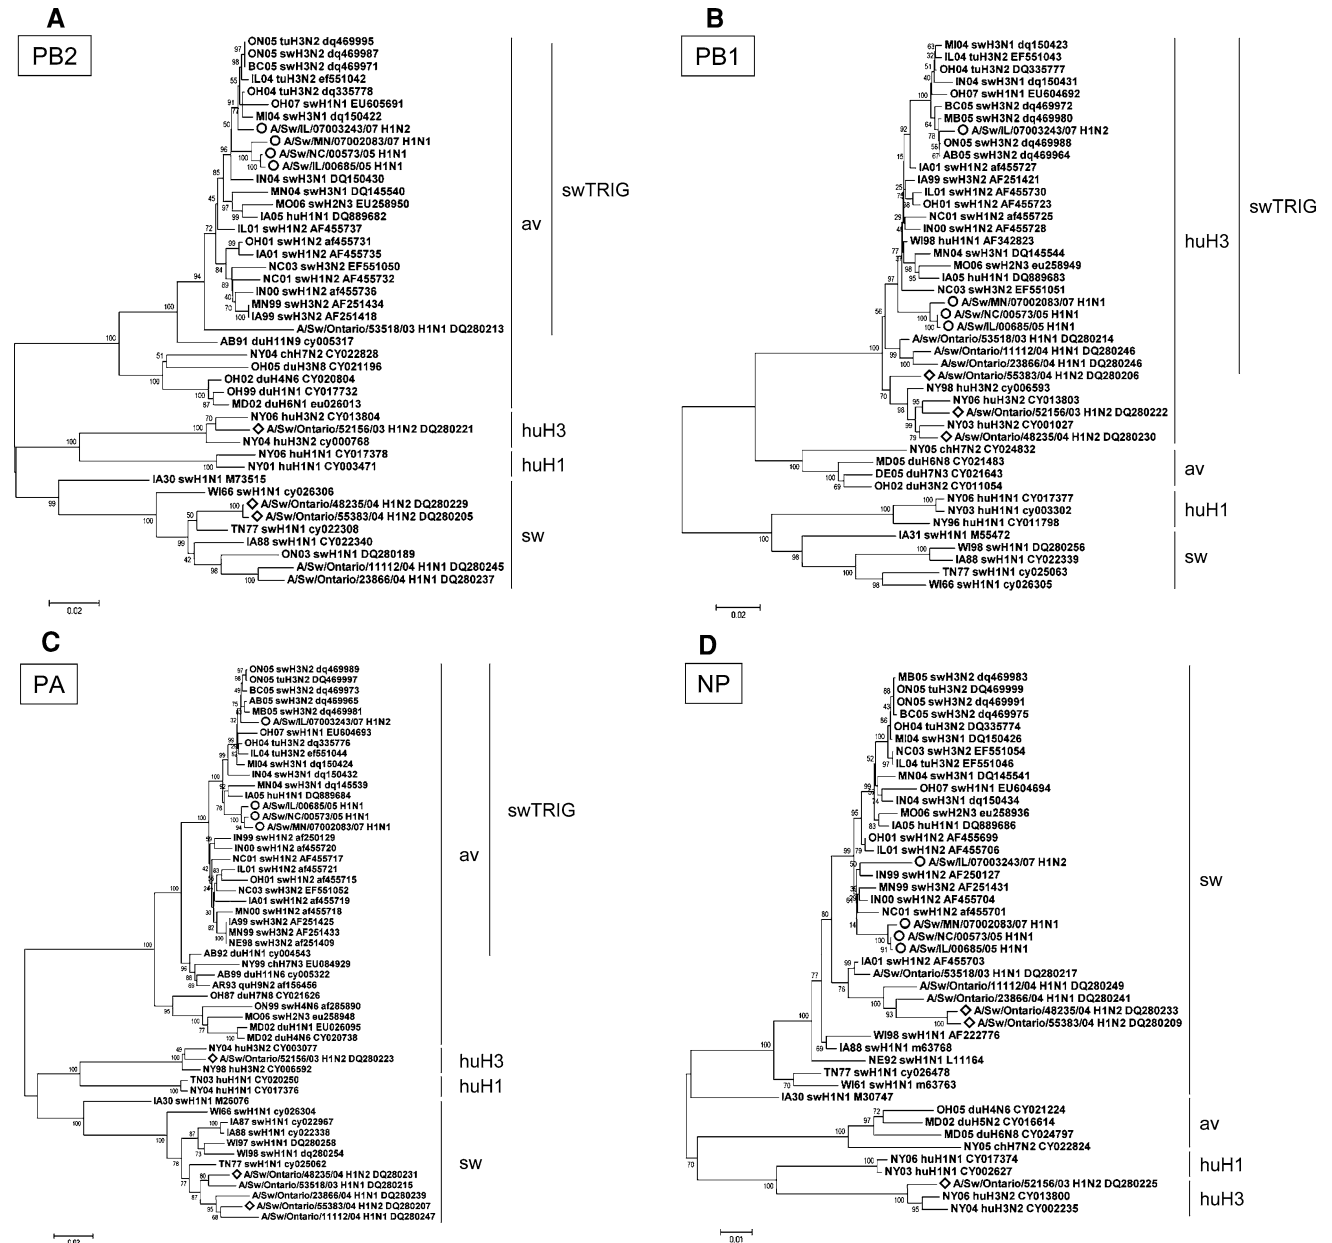 A
PB2
ON05 tuH3N2 dq469995
ON05 swH3N2 dq469987
BC05 swH3N2 dq469971
IL04 tuH3N2 ef551042
OH04 tuH3N2 dq335778
OH07 swH1N1 EU605691
MI04 swH3N1 dq150422
A/Sw/IL/07003243/07 H1N2
A/Sw/MN/07002083/07 H1N1
A/Sw/NC/00573/05 H1N1
A/Sw/IL/00685/05 H1N1
IN04 swH3N1 DQ150430
MN04 swH3N1 DQ145540
MO06 swH2N3 EU258950
IA05 huH1N1 DQ889682
IL01 swH1N2 AF455737
OH01 swH1N2 af455731
IA01 swH1N2 AF455735
NC03 swH3N2 EF551050
NC01 swH1N2 AF455732
IN00 swH1N2 af455736
MN99 swH3N2 AF251434
IA99 swH3N2 AF251418
A/Sw/Ontario/53518/03 H1N1 DQ280213
AB91 duH11N9 cy005317
NY04 chH7N2 CY022828
OH05 duH3N8 CY021196
OH02 duH4N6 CY020804
OH99 duH1N1 CY017732
MD02 duH6N1 eu026013
NY06 huH3N2 CY013804
A/Sw/Ontario/52156/03 H1N2 DQ280221
NY04 huH3N2 cy000768
NY06 huH1N1 CY017378
NY01 huH1N1 CY003471
IA30 swH1N1 M73515
WI66 swH1N1 cy026306
A/Sw/Ontario/48235/04 H1N2 DQ280229
A/Sw/Ontario/55383/04 H1N2 DQ280205
TN77 swH1N1 cy022308
IA88 swH1N1 CY022340
ON03 swH1N1 DQ280189
A/Sw/Ontario/11112/04 H1N1 DQ280245
A/Sw/Ontario/23866/04 H1N1 DQ280237
swTRIG
av
huH3
huH1
sw
0.02
B
PB1
MI04 swH3N1 dq150423
IL04 tuH3N2 EF551043
OH04 tuH3N2 DQ335777
IN04 swH3N1 dq150431
OH07 swH1N1 EU604692
BC05 swH3N2 dq469972
MB05 swH3N2 dq469980
A/Sw/IL/07003243/07 H1N2
ON05 swH3N2 dq469988
AB05 swH3N2 dq469964
IA01 swH1N2 af455727
IA99 swH3N2 AF251421
IL01 swH1N2 AF455730
OH01 swH1N2 AF455723
NC01 swH1N2 af455725
IN00 swH1N2 AF455728
WI98 huH1N1 AF342823
MN04 swH3N1 DQ145544
MO06 swH2N3 eu258949
IA05 huH1N1 DQ889683
NC03 swH3N2 EF551051
A/Sw/MN/07002083/07 H1N1
A/Sw/NC/00573/05 H1N1
A/Sw/IL/00685/05 H1N1
A/sw/Ontario/53518/03 H1N1 DQ280214
A/sw/Ontario/11112/04 H1N1 DQ280246
A/sw/Ontario/23866/04 H1N1 DQ280246
A/sw/Ontario/55383/04 H1N2 DQ280206
NY98 huH3N2 cy006593
NY06 huH3N2 CY013803
A/sw/Ontario/52156/03 H1N2 DQ280222
NY03 huH3N2 CY001027
A/sw/Ontario/48235/04 H1N2 DQ280230
NY05 chH7N2 CY024832
MD05 duH6N8 CY021483
DE05 duH7N3 CY021643
OH02 duH3N2 CY011054
NY06 huH1N1 CY017377
NY03 huH1N1 cy003302
NY96 huH1N1 CY011798
IA31 swH1N1 M55472
WI98 swH1N1 DQ280256
IA88 swH1N1 CY022339
TN77 swH1N1 cy025063
WI66 swH1N1 cy026305
swTRIG
huH3
av
huH1
sw
0.02
C
PA
ON05 swH3N2 dq469989
ON05 tuH3N2 DQ469997
BC05 swH3N2 dq469973
AB05 swH3N2 dq469965
MB05 swH3N2 dq469981
A/Sw/IL/07003243/07 H1N2
OH07 swH1N1 EU604693
OH04 tuH3N2 dq335776
IL04 tuH3N2 ef551044
MI04 swH3N1 dq150424
IN04 swH3N1 dq150432
MN04 swH3N1 dq145539
IA05 huH1N1 DQ889684
A/Sw/IL/00685/05 H1N1
A/Sw/NC/00573/05 H1N1
A/Sw/MN/07002083/07 H1N1
IN99 swH1N2 af250129
IN00 swH1N2 af455720
NC01 swH1N2 AF455717
IL01 swH1N2 af455721
OH01 swH1N2 af455715
NC03 swH3N2 EF551052
IA01 swH1N2 af455719
MN00 swH1N2 af455718
IA99 swH3N2 AF251425
MN99 swH3N2 AF251433
NE98 swH3N2 af251409
AB92 duH1N1 cy004543
NY99 chH7N3 EU084929
AB99 duH11N6 cy005322
AR93 quH9N2 af156456
OH87 duH7N8 CY021626
ON99 swH4N6 af285890
MO06 swH2N3 eu258948
MD02 duH1N1 EU026095
MD02 duH4N6 CY020738
NY04 huH3N2 CY003077
A/Sw/Ontario/52156/03 H1N2 DQ280223
NY98 huH3N2 CY006592
TN03 huH1N1 CY020250
NY04 huH1N1 CY017376
IA30 swH1N1 M26076
WI66 swH1N1 cy026304
IA87 swH1N1 cy022967
IA88 swH1N1 cy022338
WI97 swH1N1 DQ280258
WI98 swH1N1 dq280254
TN77 swH1N1 cy025062
A/Sw/Ontario/48235/04 H1N2 DQ280231
A/Sw/Ontario/53518/03 H1N1 DQ280215
A/Sw/Ontario/23866/04 H1N1 DQ280239
A/Sw/Ontario/55383/04 H1N2 DQ280207
A/Sw/Ontario/11112/04 H1N1 DQ280247
swTRIG
av
huH3
huH1
sw
0.02
D
NP
MB05 swH3N2 dq469983
ON05 tuH3N2 DQ469999
ON05 swH3N2 dq469991
BC05 swH3N2 dq469975
OH04 tuH3N2 DQ335774
MI04 swH3N1 DQ150426
NC03 swH3N2 EF551054
IL04 tuH3N2 EF551046
MN04 swH3N1 DQ145541
OH07 swH1N1 EU604694
IN04 swH3N1 dq150434
MO06 swH2N3 eu258936
IA05 huH1N1 DQ889686
OH01 swH1N2 AF455699
IL01 swH1N2 AF455706
A/Sw/IL/07003243/07 H1N2
IN99 swH1N2 AF250127
MN99 swH3N2 AF251431
IN00 swH1N2 AF455704
NC01 swH1N2 af455701
A/Sw/MN/07002083/07 H1N1
A/Sw/NC/00573/05 H1N1
A/Sw/IL/00685/05 H1N1
IA01 swH1N2 AF455703
A/Sw/Ontario/53518/03 H1N1 DQ280217
A/Sw/Ontario/11112/04 H1N1 DQ280249
A/Sw/Ontario/23866/04 H1N1 DQ280241
A/Sw/Ontario/48235/04 H1N2 DQ280233
A/Sw/Ontario/55383/04 H1N2 DQ280209
WI98 swH1N1 AF222776
IA88 swH1N1 m63768
NE92 swH1N1 L11164
TN77 swH1N1 cy026478
WI61 swH1N1 m63763
IA30 swH1N1 M30747
OH05 duH4N6 CY021224
MD02 duH5N2 CY016614
MD05 duH6N8 CY024797
NY05 chH7N2 CY022824
NY06 huH1N1 CY017374
NY03 huH1N1 CY002627
A/Sw/Ontario/52156/03 H1N2 DQ280225
NY06 huH3N2 CY013800
NY04 huH3N2 CY002235
sw
av
huH1
huH3
0.01